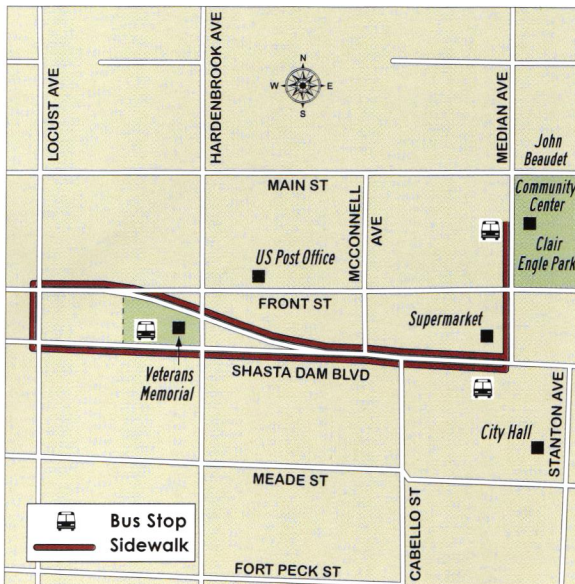 LOCUST AVE
HARDENBROOK AVE
N
W E
S
MEDIAN AVE
John
Beaudet
Community
Center
Clair
Engle Park
MAIN ST
MCCONNELL
AVE
US Post Office
FRONT ST
Supermarket
Veterans
Memorial
SHASTA DAM BLVD
STANTON AVE
City Hall
MEADE ST
CABELLO ST
Bus Stop
Sidewalk
FORT PECK ST